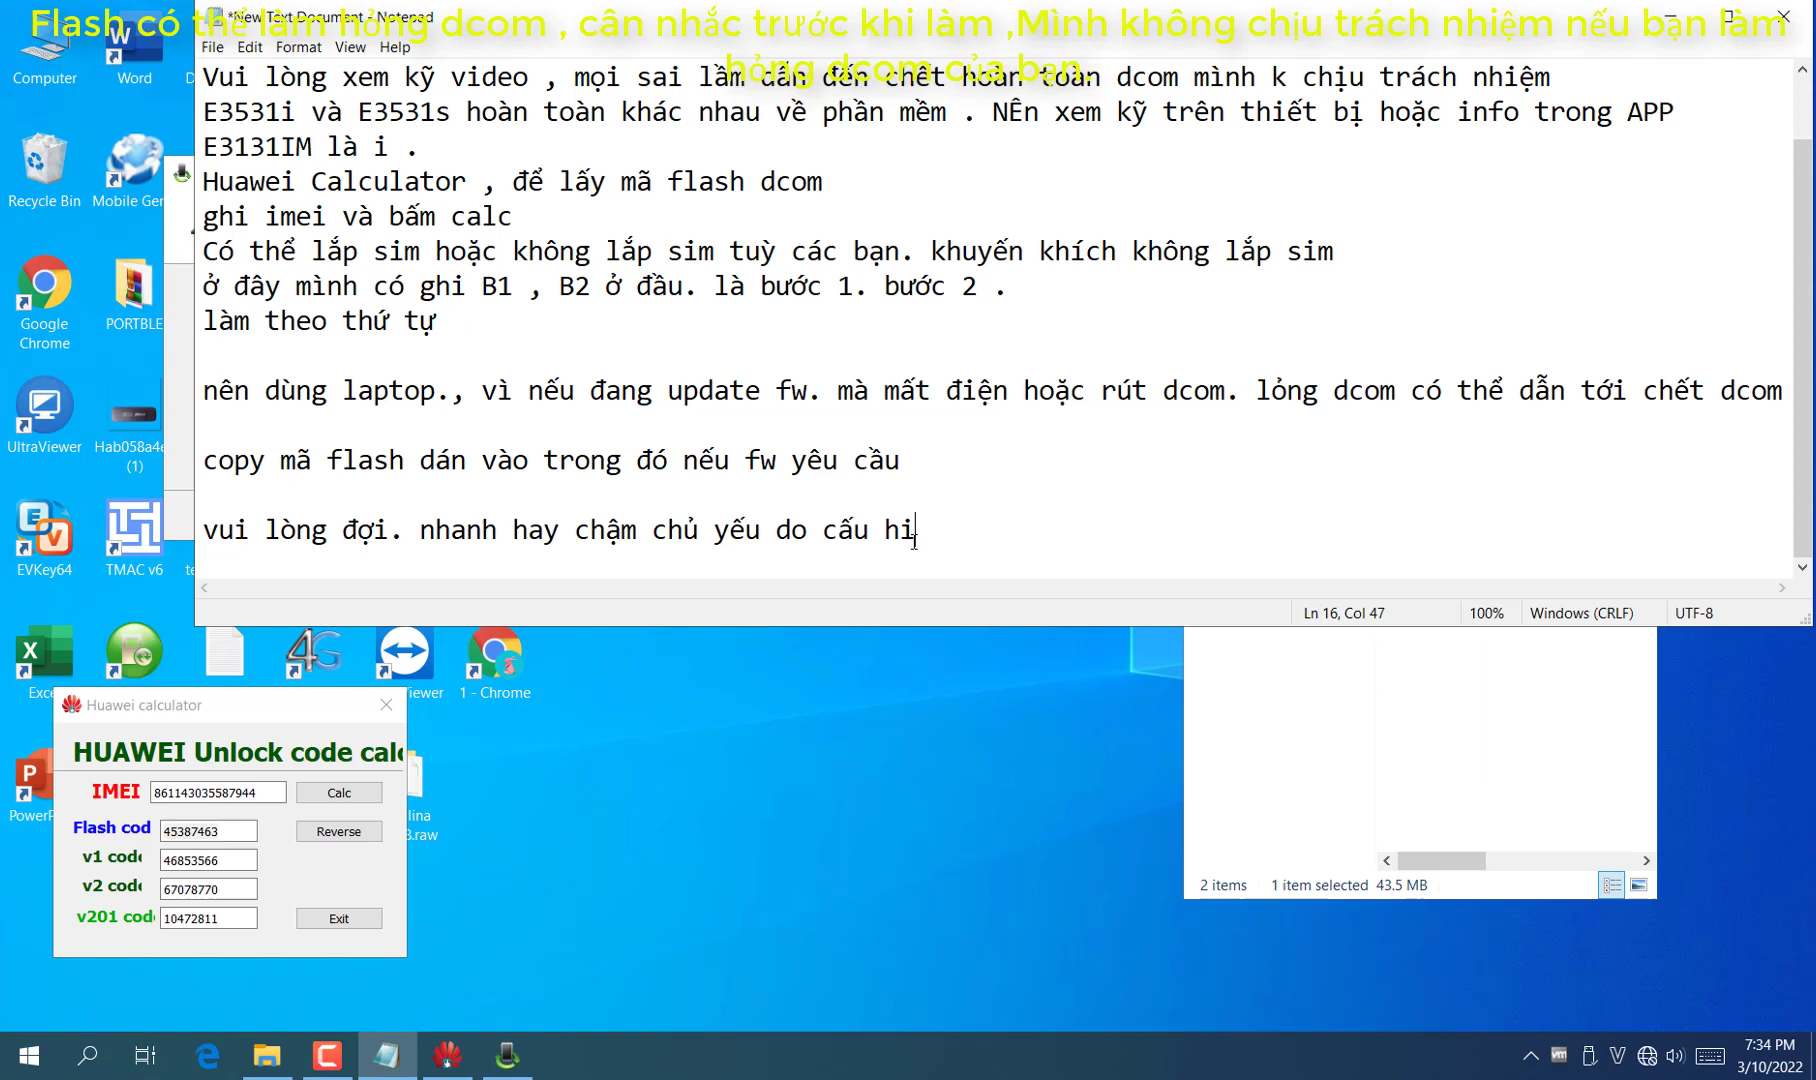 Flash có thể làm hỏng dcom , cân nhắc trước khi làm ,Mình không chịu trách nhiệm nếu bạn làm
hỏng dcom của bạn.
*New Text Document - Notepad
File Edit Format View Help
Vui lòng xem kỹ video , mọi sai lầm dẫn đến chết hoàn toàn dcom mình k chịu trách nhiệm
E3531i và E3531s hoàn toàn khác nhau về phần mềm . NÊn xem kỹ trên thiết bị hoặc info trong APP
E3131IM là i .
Huawei Calculator , để lấy mã flash dcom
ghi imei và bấm calc
Có thể lắp sim hoặc không lắp sim tuỳ các bạn. khuyến khích không lắp sim
ở đây mình có ghi B1 , B2 ở đầu. là bước 1. bước 2 .
làm theo thứ tự
nên dùng laptop., vì nếu đang update fw. mà mất điện hoặc rút dcom. lỏng dcom có thể dẫn tới chết dcom
copy mã flash dán vào trong đó nếu fw yêu cầu
vui lòng đợi. nhanh hay chậm chủ yếu do cấu hi
Ln 16, Col 47
100%
Windows (CRLF)
UTF-8
Computer
Word
Recycle Bin
Mobile Ger
Google
Chrome
PORTBLE
UltraViewer
Hab058a4e
(1)
EVKey64
TMAC v6
te
Exce
iewer
1 - Chrome
PowerP
lina
3.raw
Huawei calculator
HUAWEI Unlock code calc
IMEI 861143035587944 Calc
Flash cod 45387463 Reverse
v1 code 46853566
v2 code 67078770
v201 cod 10472811 Exit
2 items 1 item selected 43.5 MB
7:34 PM
3/10/2022